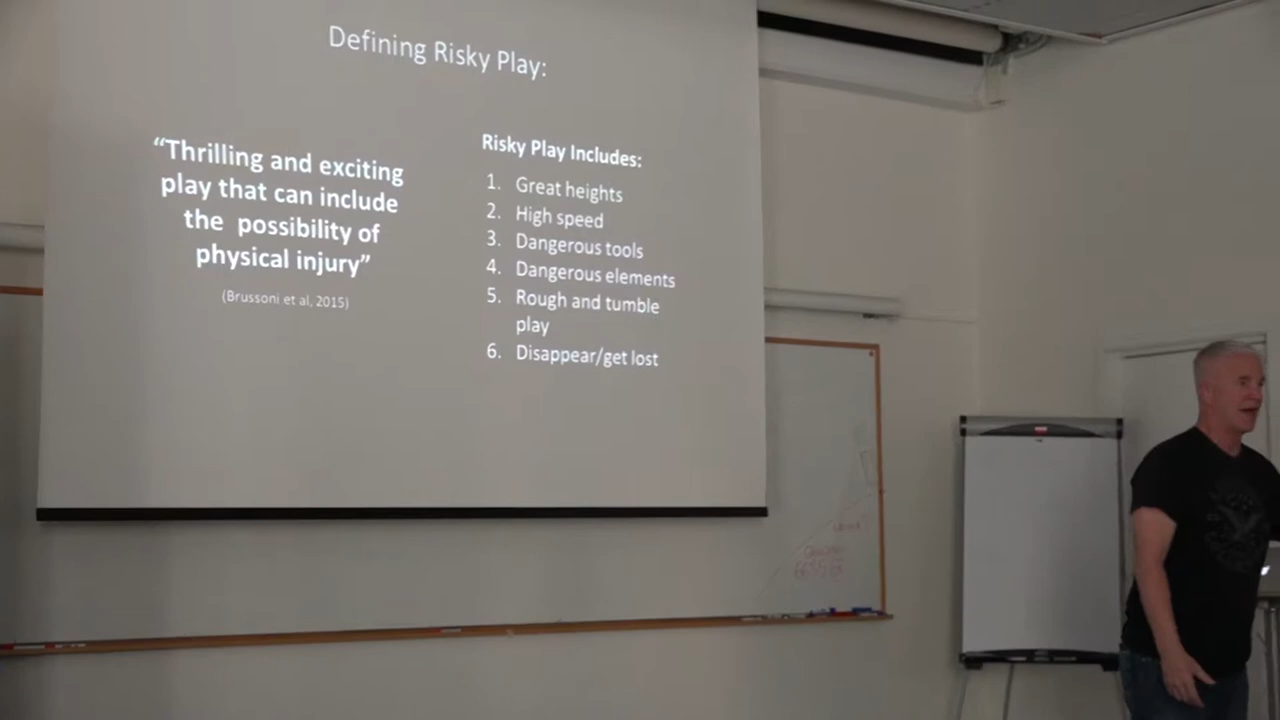 Defining Risky Play:
“Thrilling and exciting
play that can include
the possibility of
physical injury”
(Brussoni et al, 2015)
Risky Play Includes:
1. Great heights
2. High speed
3. Dangerous tools
4. Dangerous elements
5. Rough and tumble
play
6. Disappear/get lost